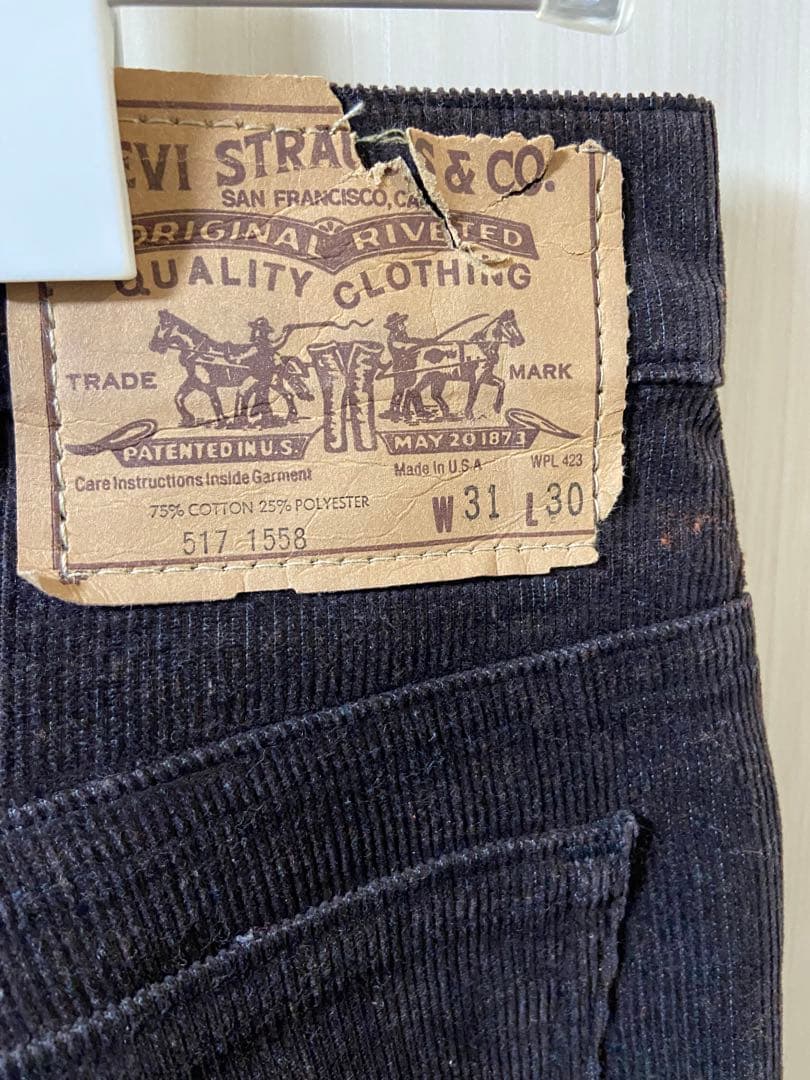 EVI STRAU S & CO.
SAN FRANCISCO, CA
ORIGINAL RIVETED
QUALITY CLOTHING
TRADE MARK
PATENTED IN U.S. MAY 20 1873
Care Instructions Inside Garment Made In U.S.A WPL 423
75% COTTON 25% POLYESTER
W 31 L 30
517 1558